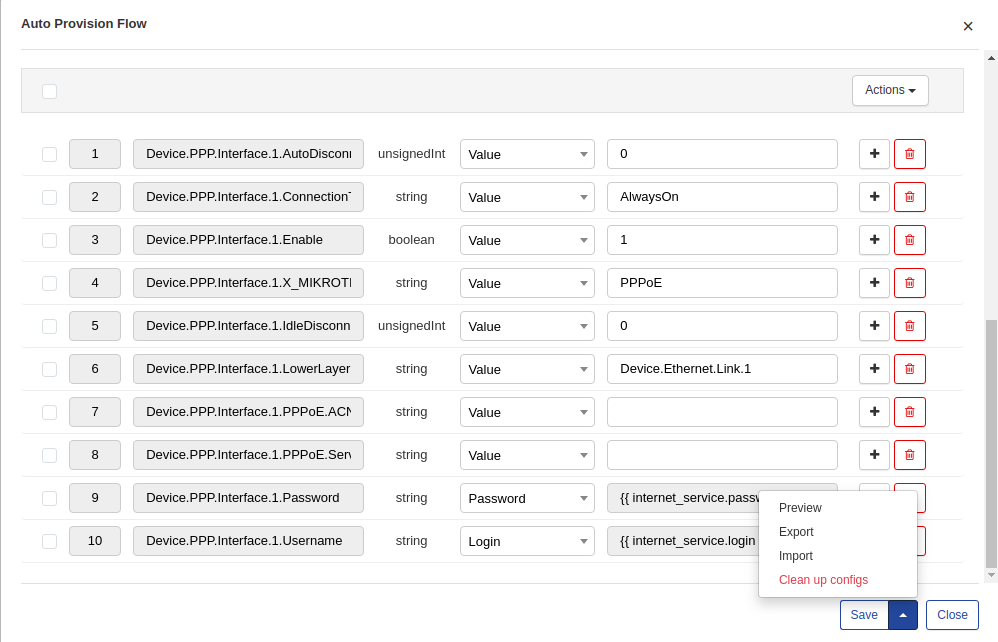 Auto Provision Flow
×
Actions
1 Device.PPP.Interface.1.AutoDisconn unsignedInt Value 0
2 Device.PPP.Interface.1.Connection string Value AlwaysOn
3 Device.PPP.Interface.1.Enable boolean Value 1
4 Device.PPP.Interface.1.X_MIKROTI string Value PPPoE
5 Device.PPP.Interface.1.IdleDisconn unsignedInt Value 0
6 Device.PPP.Interface.1.LowerLayer string Value Device.Ethernet.Link.1
7 Device.PPP.Interface.1.PPPoE.ACN string Value
8 Device.PPP.Interface.1.PPPoE.Serv string Value
9 Device.PPP.Interface.1.Password string Password {{ internet_service.passw
10 Device.PPP.Interface.1.Username string Login {{ internet_service.login
Preview
Export
Import
Clean up configs
Save Close